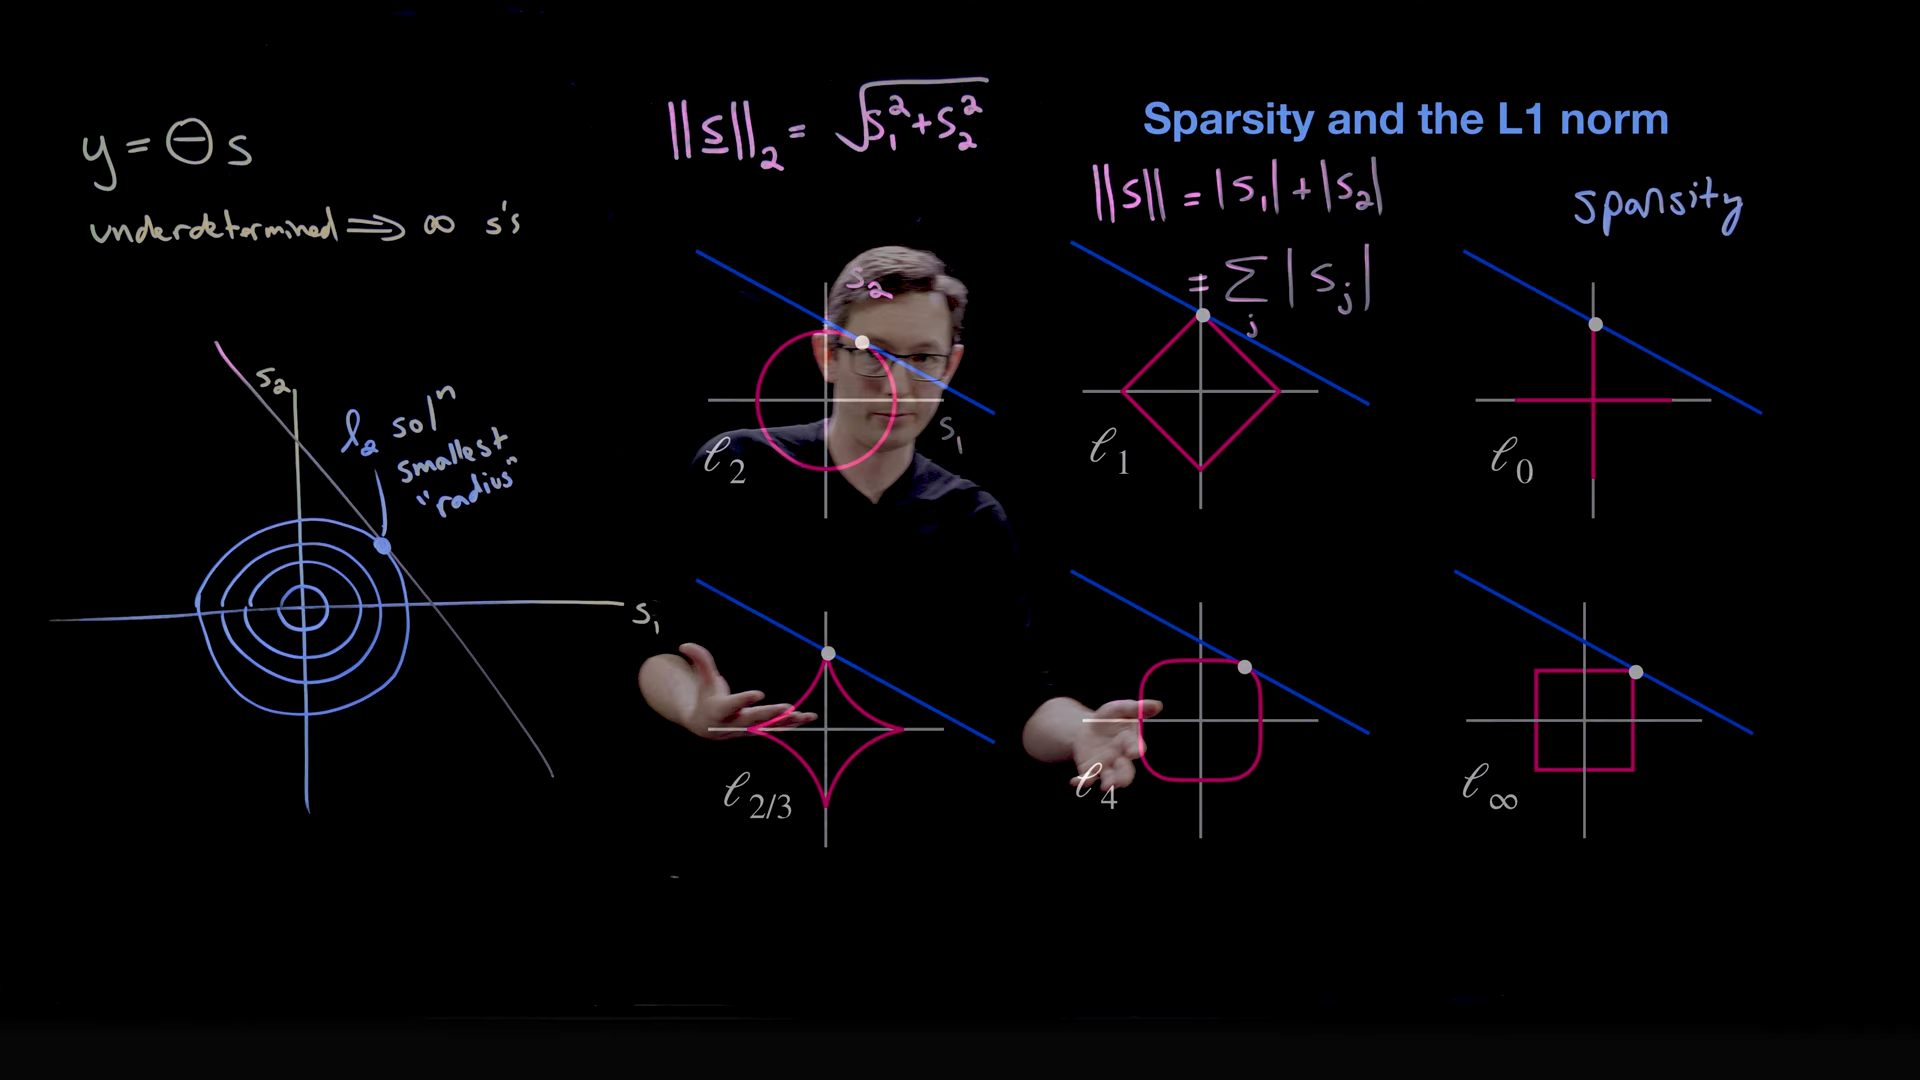 y = Θ s
underdetermined ⟹ ∞ s's
s₂
ℓ₂ solⁿ
smallest
"radius"
s₁
||s||₂ = √s₁² + s₂²
Sparsity and the L1 norm
||s|| = |s₁| + |s₂|
= Σⱼ |sⱼ|
sparsity
s₂
s₁
ℓ₂
ℓ₁
ℓ₀
ℓ₂/₃
ℓ₄
ℓ∞